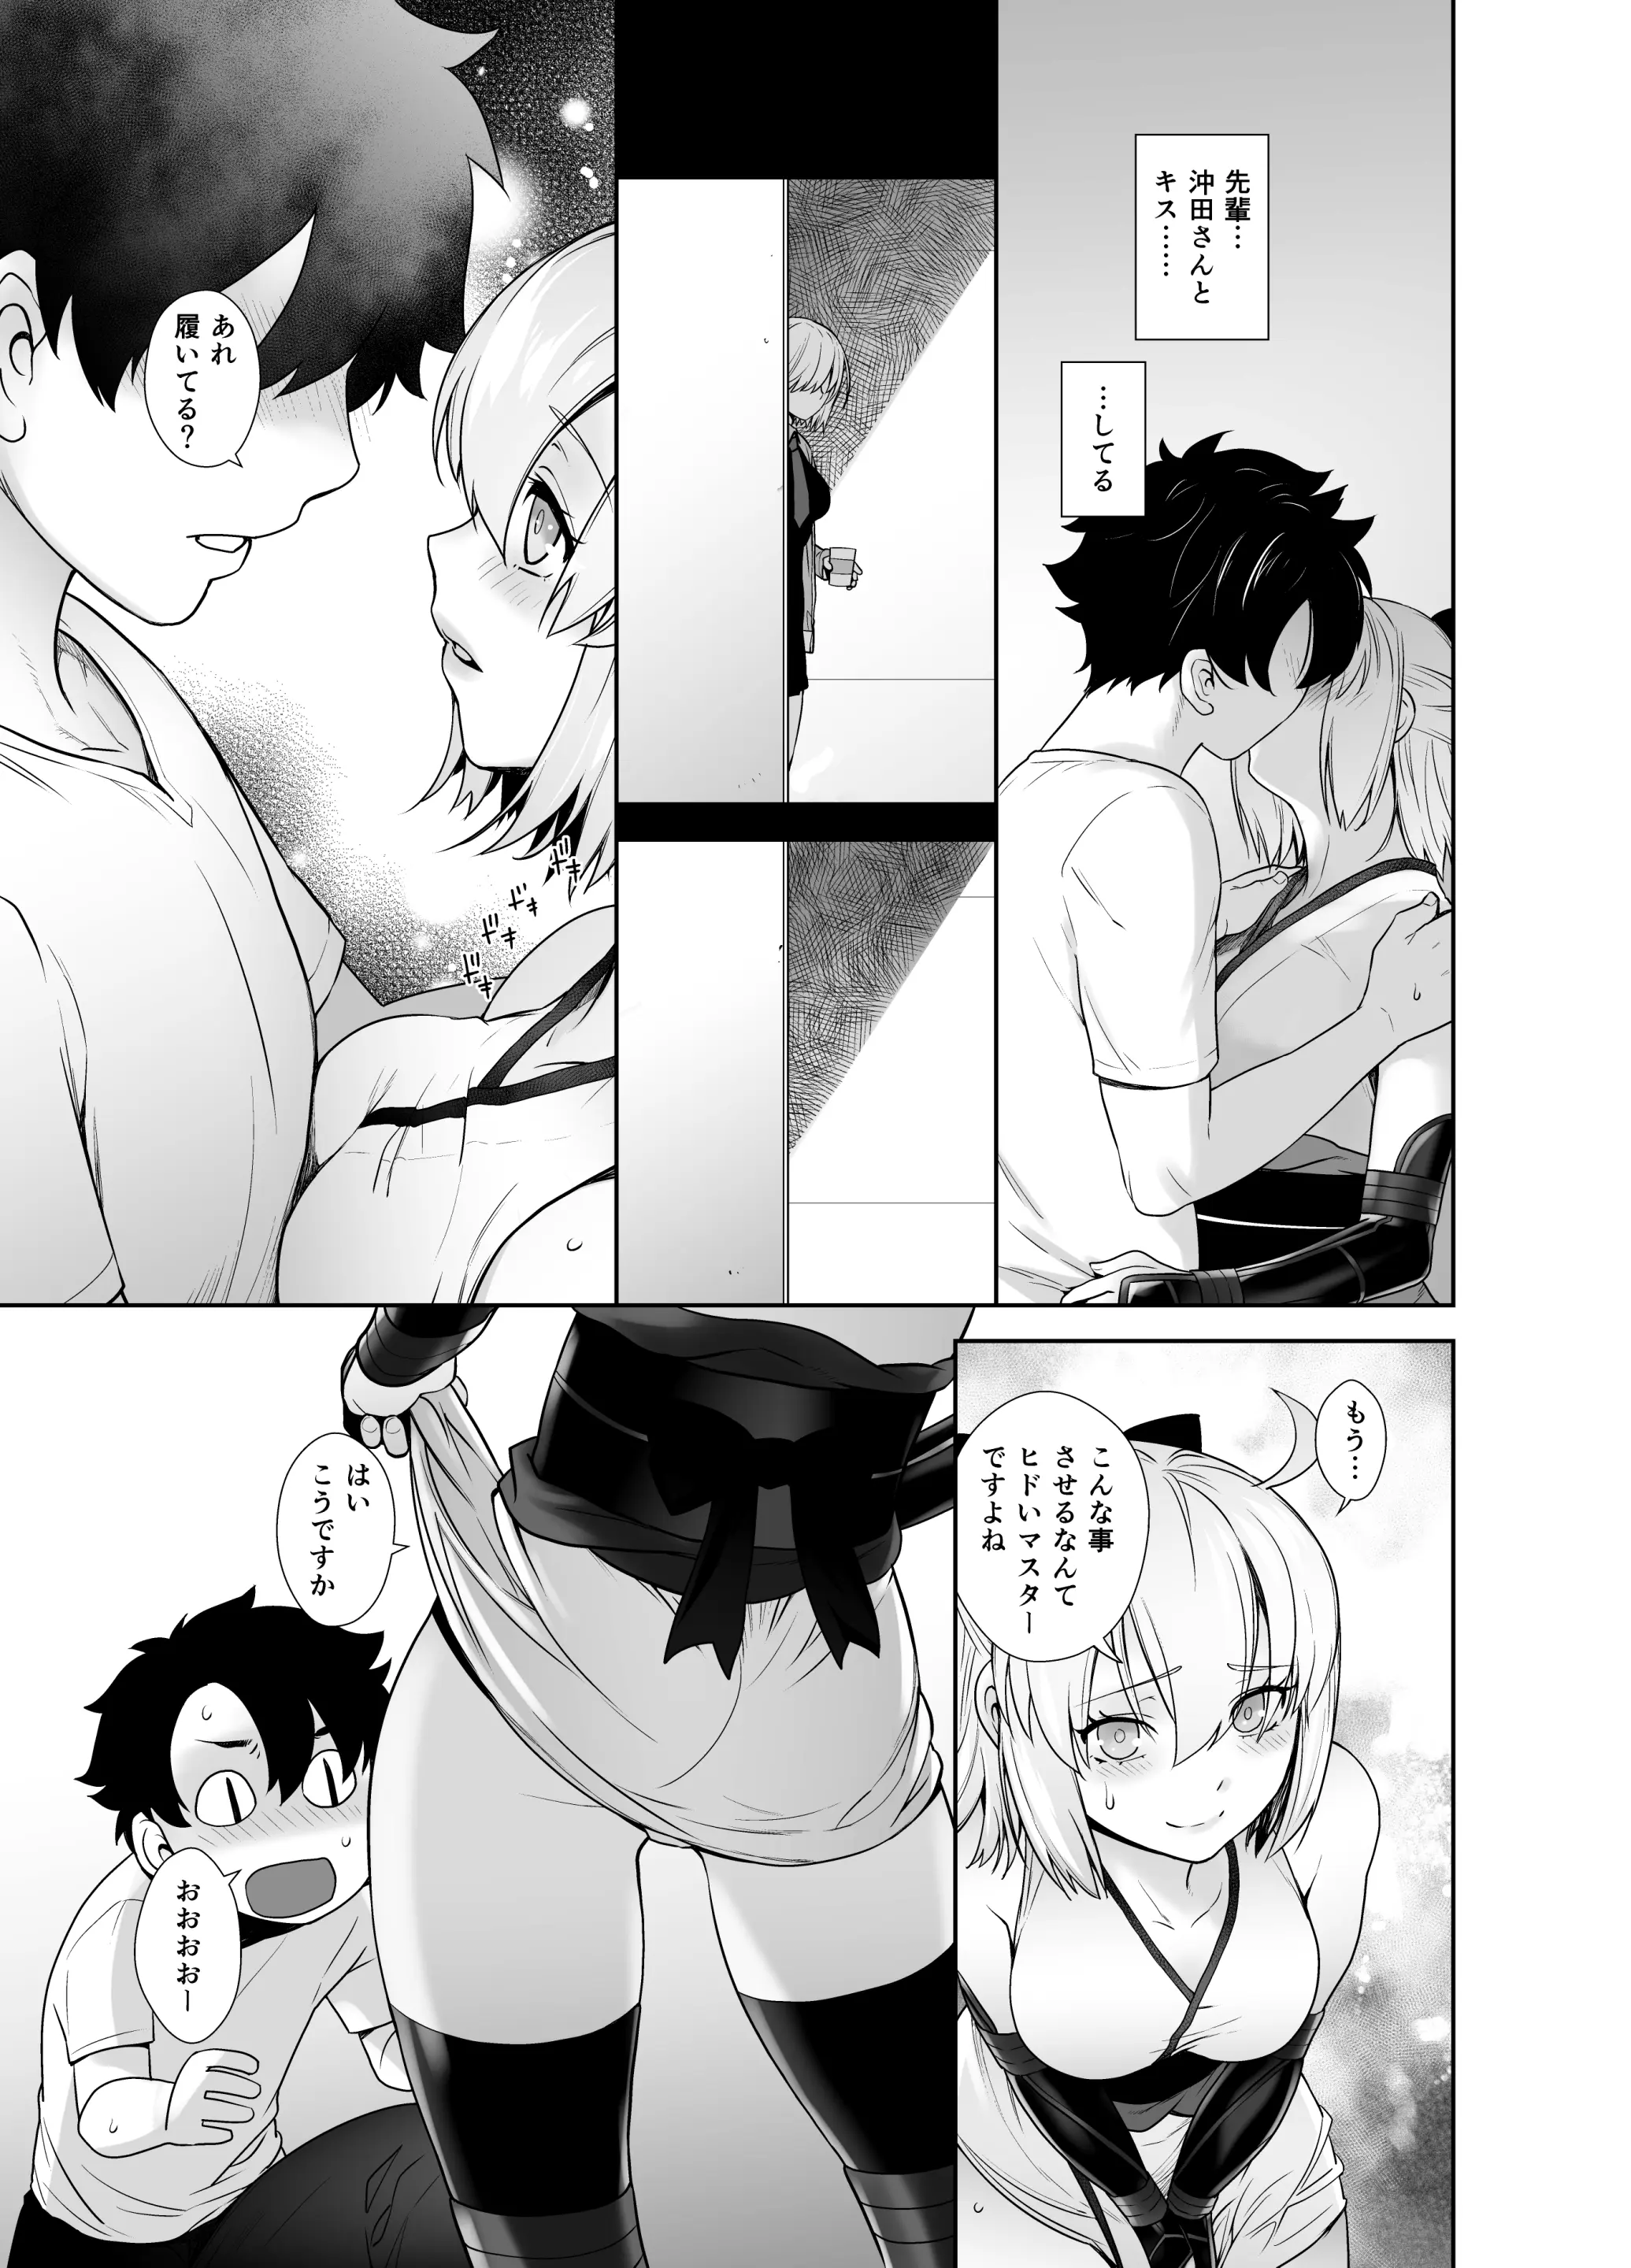 先輩…
沖田さんと
キス……
…してる
あれ
履いてる？
ドキ
ドキ
ドキ
ドキ
もう…
こんな事
させるなんて
ヒドいマスター
ですよね
はい
こうですか
おおおおー